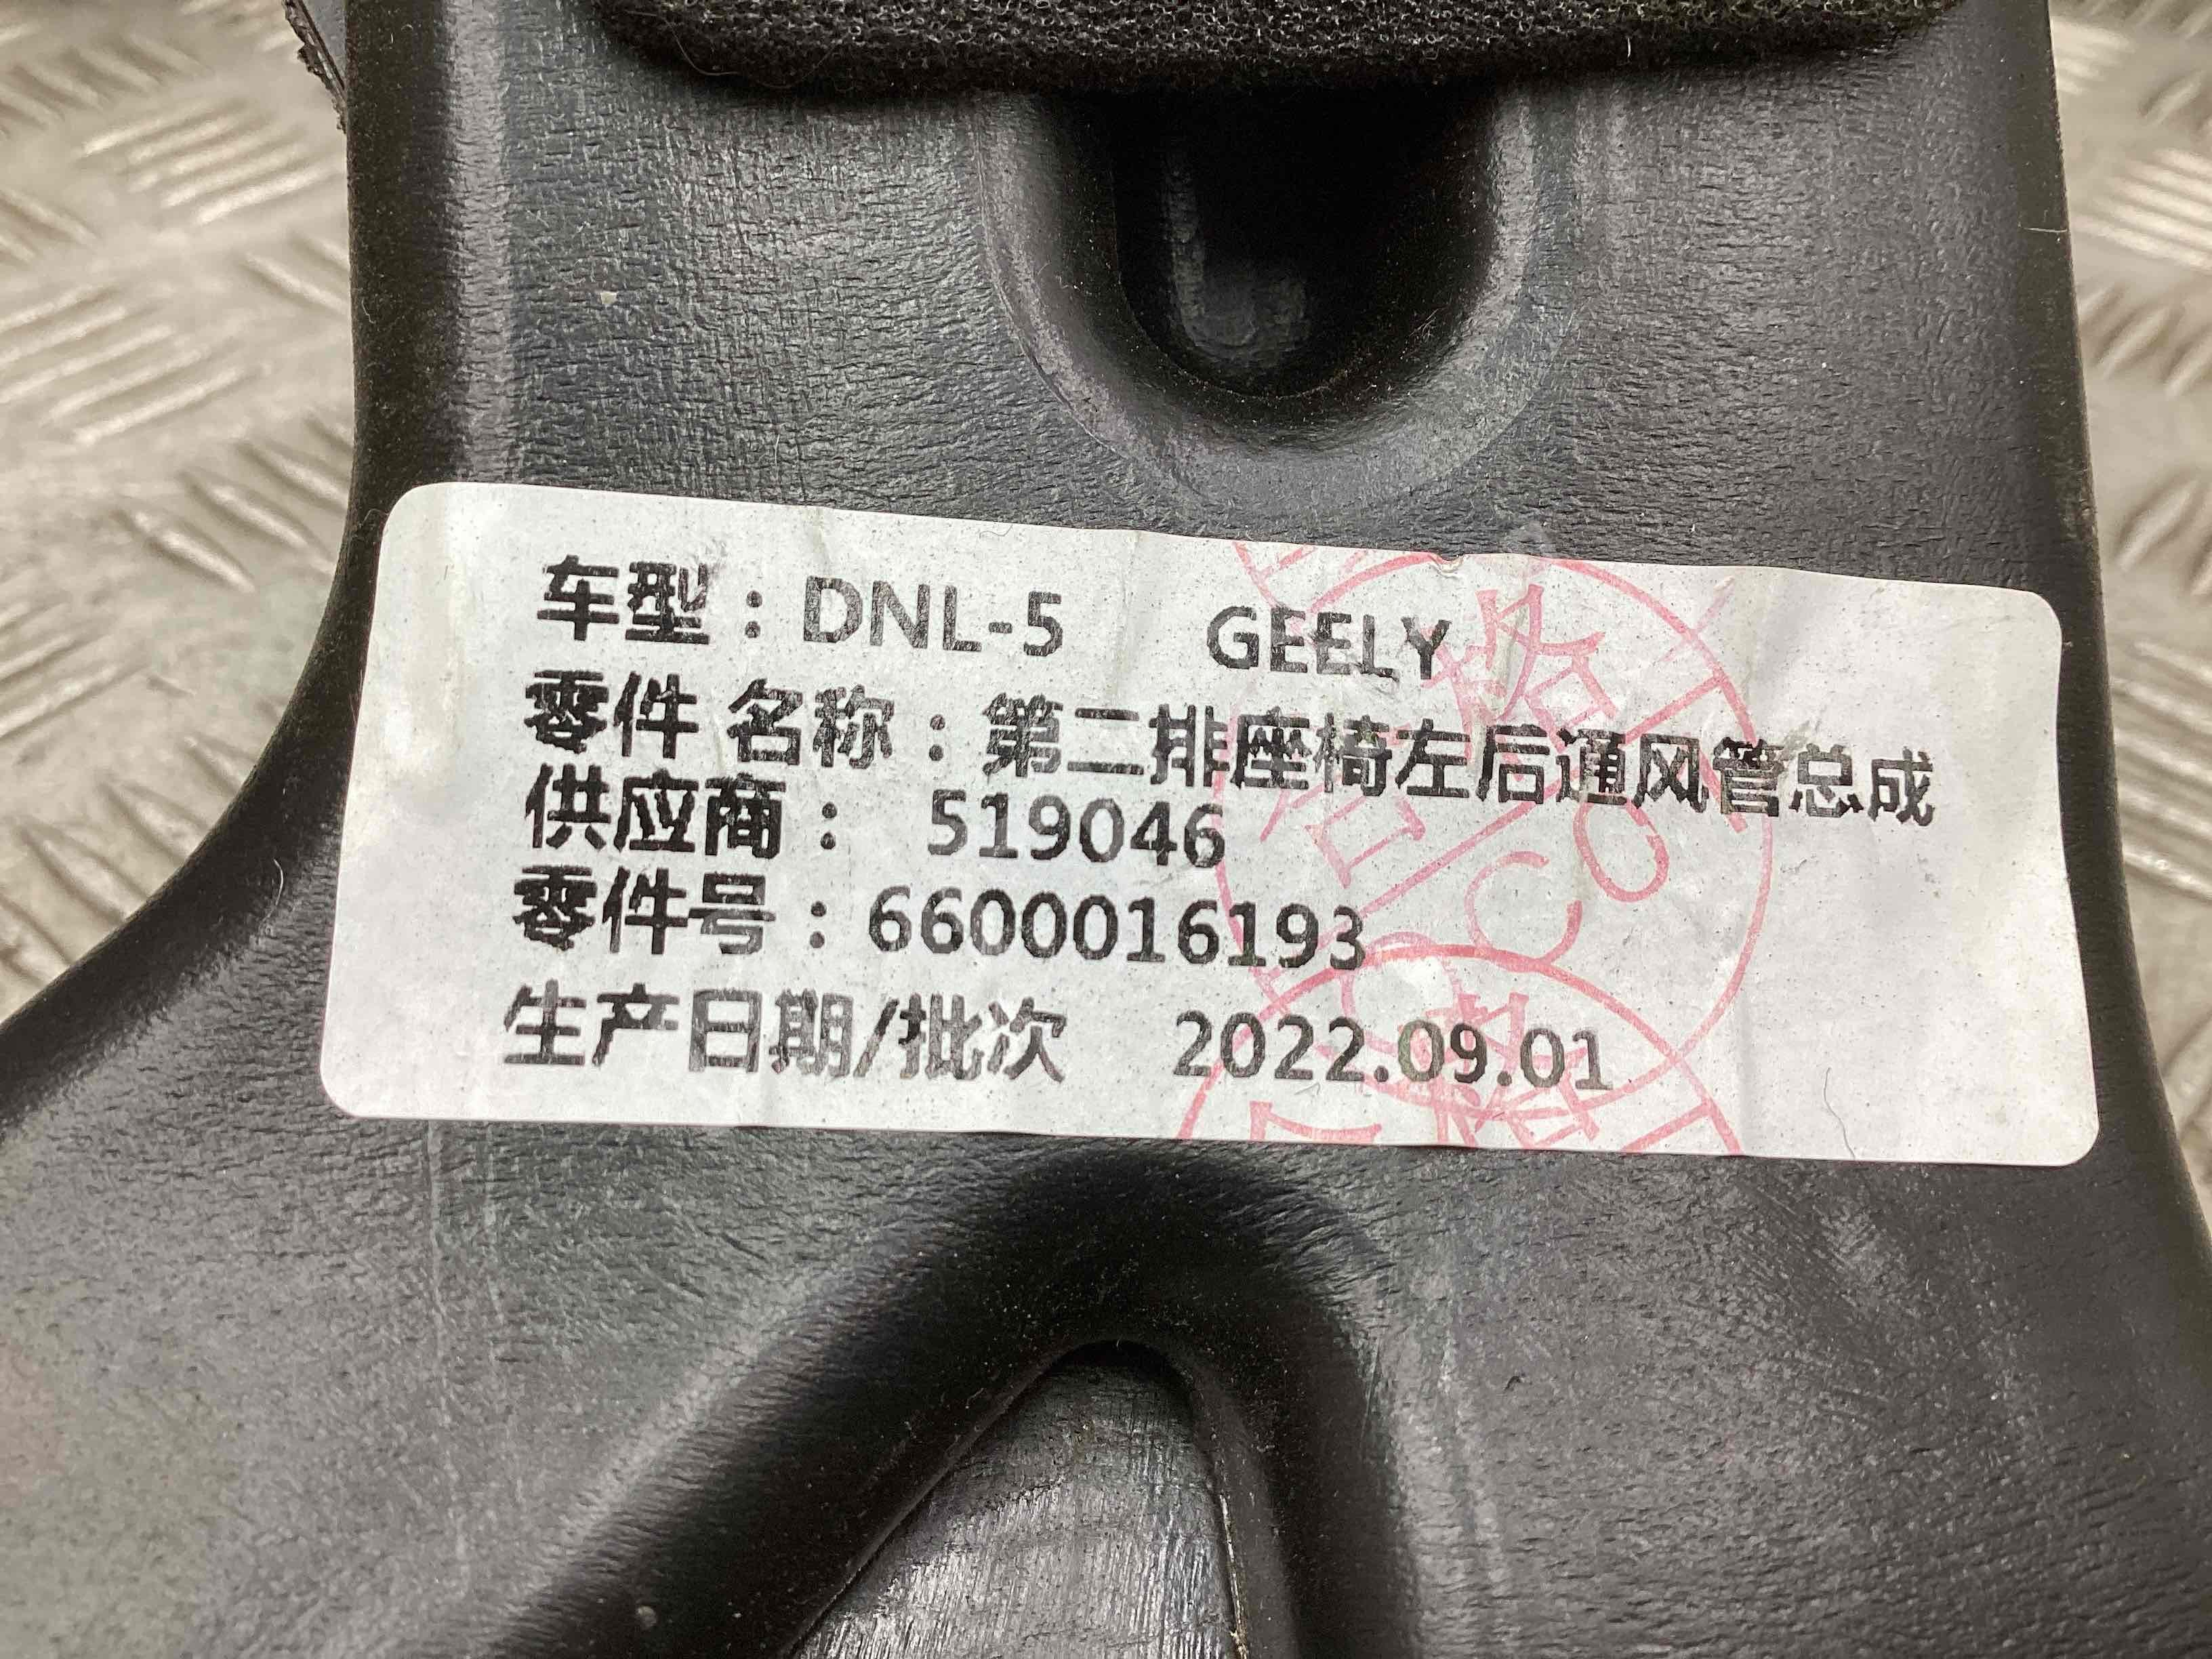 车型：DNL-5 GEELY
零件 名称：第二排座椅左后通风管总成
供应商： 519046
零件号：6600016193
生产日期/批次 2022.09.01
合格